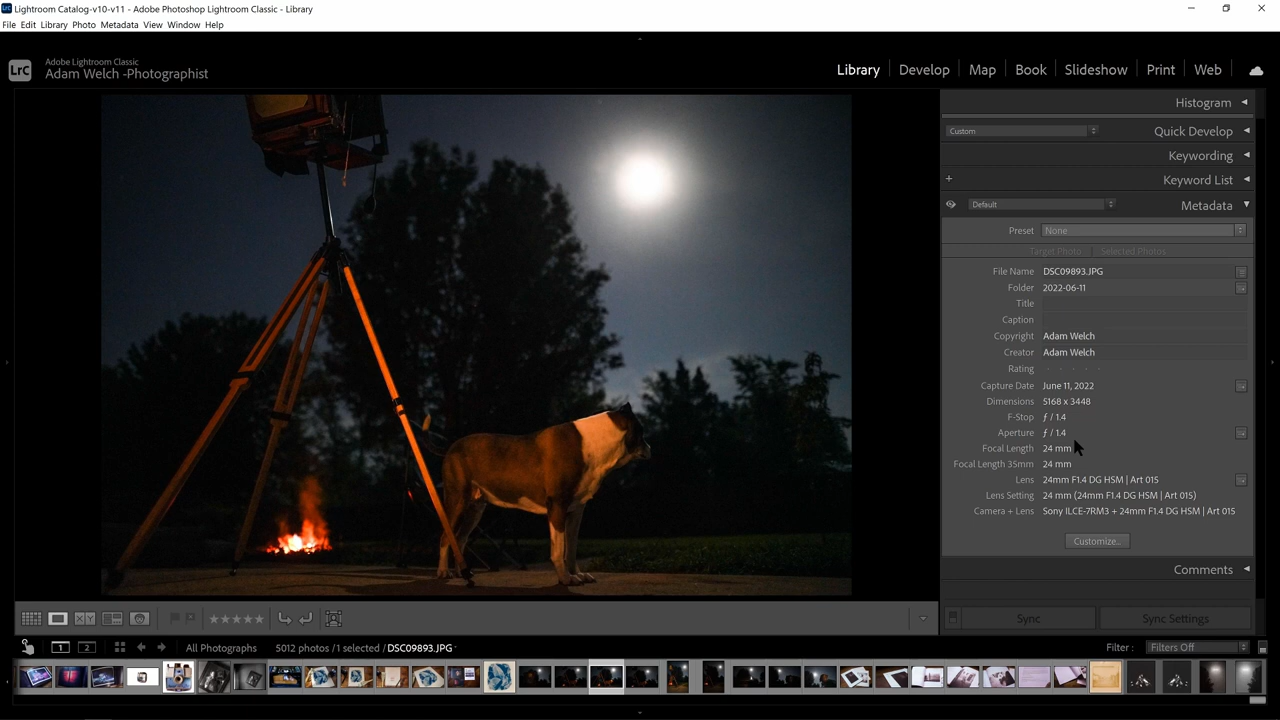 Lightroom Catalog-v10-v11 - Adobe Photoshop Lightroom Classic - Library
File Edit Library Photo Metadata View Window Help
LrC
Adobe Lightroom Classic
Adam Welch -Photographist
Library Develop Map Book Slideshow Print Web
Histogram
Custom Quick Develop
Keywording
+ Keyword List
Default Metadata
Preset None
Target Photo Selected Photos
File Name DSC09893.JPG
Folder 2022-06-11
Title
Caption
Copyright Adam Welch
Creator Adam Welch
Rating
Capture Date June 11, 2022
Dimensions 5168 x 3448
F-Stop ƒ / 1.4
Aperture ƒ / 1.4
Focal Length 24 mm
Focal Length 35mm 24 mm
Lens 24mm F1.4 DG HSM | Art 015
Lens Setting 24 mm (24mm F1.4 DG HSM | Art 015)
Camera + Lens Sony ILCE-7RM3 + 24mm F1.4 DG HSM | Art 015
Customize...
Comments
XY
Sync Sync Settings
1 2 All Photographs 5012 photos / 1 selected / DSC09893.JPG Filter : Filters Off